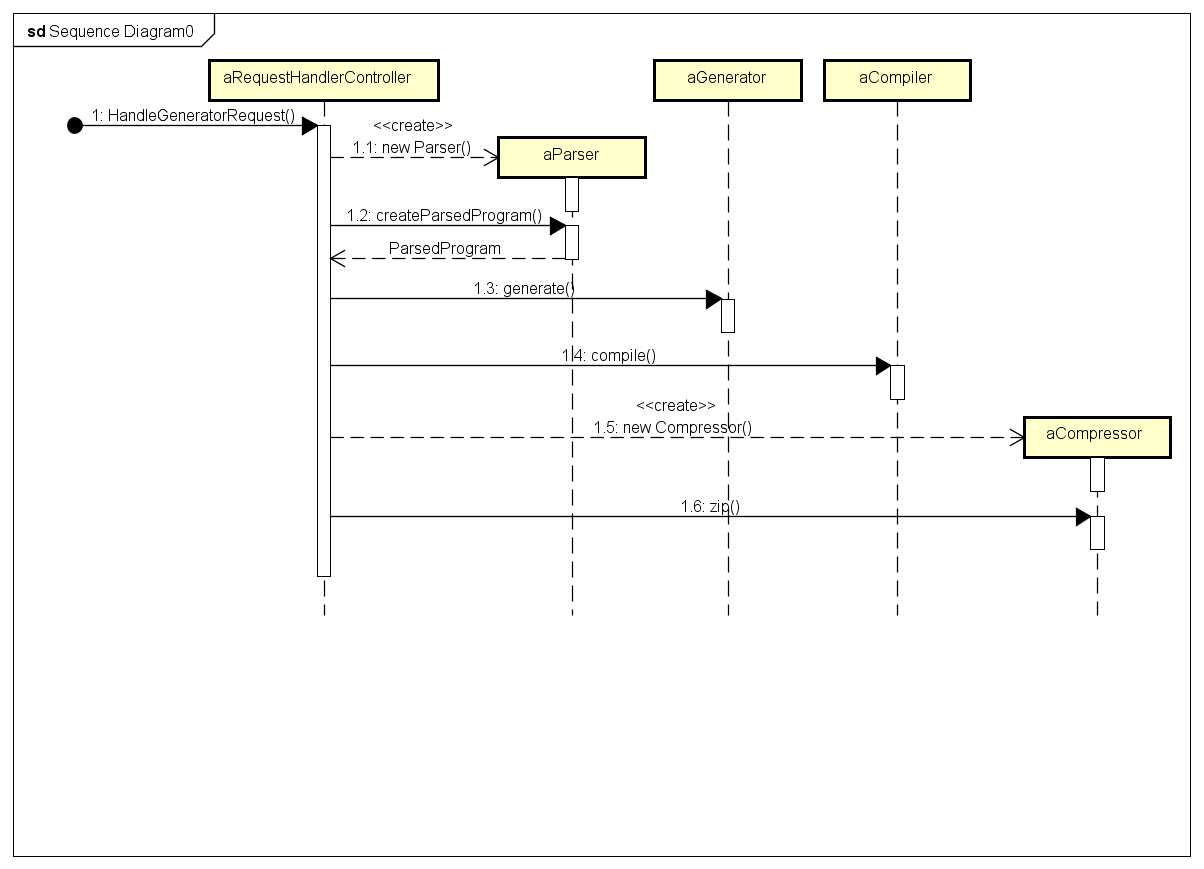 sd Sequence Diagram0
aRequestHandlerController
aGenerator
aCompiler
1: HandleGeneratorRequest()
<<create>>
1.1: new Parser()
aParser
1.2: createParsedProgram()
ParsedProgram
1.3: generate()
1.4: compile()
<<create>>
1.5: new Compressor()
aCompressor
1.6: zip()